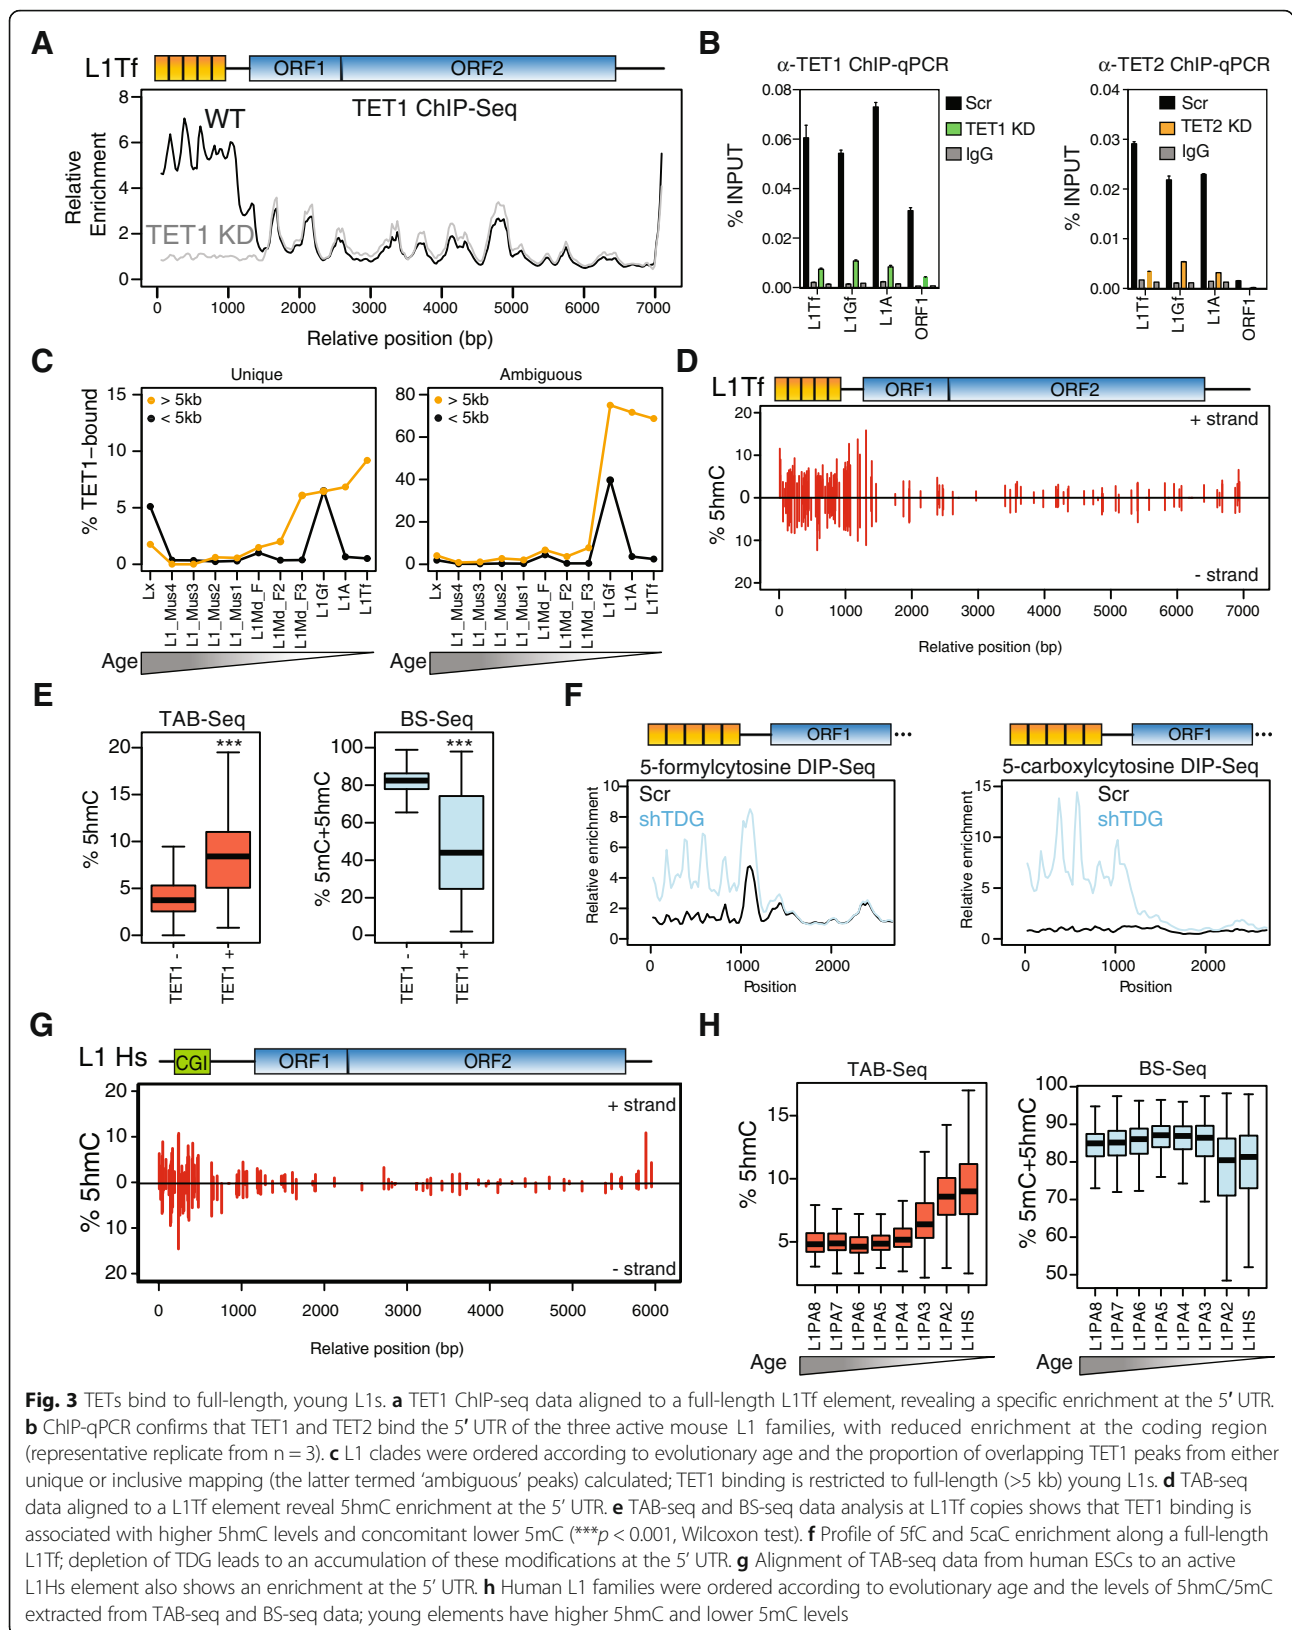 A
L1Tf
ORF1
ORF2
TET1 ChIP-Seq
WT
TET1 KD
Relative
Enrichment
8
6
4
2
0
0 1000 2000 3000 4000 5000 6000 7000
Relative position (bp)
B
α-TET1 ChIP-qPCR
% INPUT
0.08
0.06
0.04
0.02
0.00
Scr
TET1 KD
IgG
L1Tf
L1Gf
L1A
ORF1
α-TET2 ChIP-qPCR
% INPUT
0.04
0.03
0.02
0.01
0.00
Scr
TET2 KD
IgG
L1Tf
L1Gf
L1A
ORF1
C
Unique
% TET1-bound
15
10
5
0
> 5kb
< 5kb
Lx
L1_Mus4
L1_Mus3
L1_Mus2
L1_Mus1
L1Md_F
L1Md_F2
L1Md_F3
L1Gf
L1A
L1Tf
Age
Ambiguous
80
60
40
20
0
> 5kb
< 5kb
Lx
L1_Mus4
L1_Mus3
L1_Mus2
L1_Mus1
L1Md_F
L1Md_F2
L1Md_F3
L1Gf
L1A
L1Tf
Age
D
L1Tf
ORF1
ORF2
% 5hmC
20
10
0
10
20
+ strand
- strand
0 1000 2000 3000 4000 5000 6000 7000
Relative position (bp)
E
TAB-Seq
% 5hmC
20
15
10
5
0
***
TET1 -
TET1 +
BS-Seq
% 5mC+5hmC
100
80
60
40
20
0
***
TET1 -
TET1 +
F
ORF1
...
5-formylcytosine DIP-Seq
Relative enrichment
10
8
6
4
2
0
Scr
shTDG
0 1000 2000
Position
ORF1
...
5-carboxylcytosine DIP-Seq
Relative enrichment
15
10
5
0
Scr
shTDG
0 1000 2000
Position
G
L1 Hs
CGI
ORF1
ORF2
% 5hmC
20
10
0
10
20
+ strand
- strand
0 1000 2000 3000 4000 5000 6000
Relative position (bp)
H
TAB-Seq
% 5hmC
15
10
5
L1PA8
L1PA7
L1PA6
L1PA5
L1PA4
L1PA3
L1PA2
L1HS
Age
BS-Seq
% 5mC+5hmC
100
90
80
70
60
50
L1PA8
L1PA7
L1PA6
L1PA5
L1PA4
L1PA3
L1PA2
L1HS
Age
Fig. 3 TETs bind to full-length, young L1s. a TET1 ChIP-seq data aligned to a full-length L1Tf element, revealing a specific enrichment at the 5′ UTR.
b ChIP-qPCR confirms that TET1 and TET2 bind the 5′ UTR of the three active mouse L1 families, with reduced enrichment at the coding region
(representative replicate from n = 3). c L1 clades were ordered according to evolutionary age and the proportion of overlapping TET1 peaks from either
unique or inclusive mapping (the latter termed ‘ambiguous’ peaks) calculated; TET1 binding is restricted to full-length (>5 kb) young L1s. d TAB-seq
data aligned to a L1Tf element reveal 5hmC enrichment at the 5′ UTR. e TAB-seq and BS-seq data analysis at L1Tf copies shows that TET1 binding is
associated with higher 5hmC levels and concomitant lower 5mC (***p < 0.001, Wilcoxon test). f Profile of 5fC and 5caC enrichment along a full-length
L1Tf; depletion of TDG leads to an accumulation of these modifications at the 5′ UTR. g Alignment of TAB-seq data from human ESCs to an active
L1Hs element also shows an enrichment at the 5′ UTR. h Human L1 families were ordered according to evolutionary age and the levels of 5hmC/5mC
extracted from TAB-seq and BS-seq data; young elements have higher 5hmC and lower 5mC levels